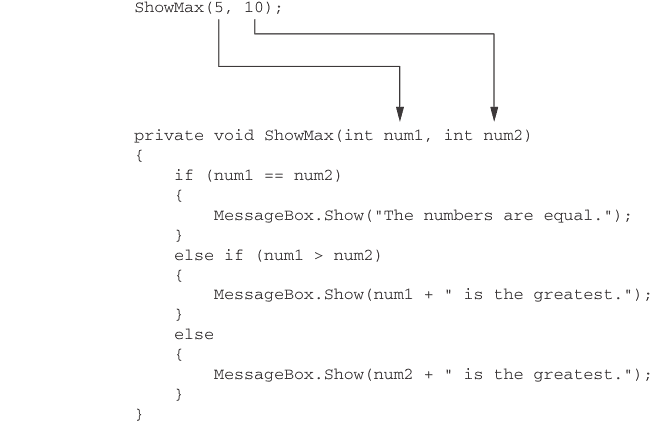 ShowMax(5, 10);
private void ShowMax(int num1, int num2)
{
    if (num1 == num2)
    {
        MessageBox.Show("The numbers are equal.");
    }
    else if (num1 > num2)
    {
        MessageBox.Show(num1 + " is the greatest.");
    }
    else
    {
        MessageBox.Show(num2 + " is the greatest.");
    }
}